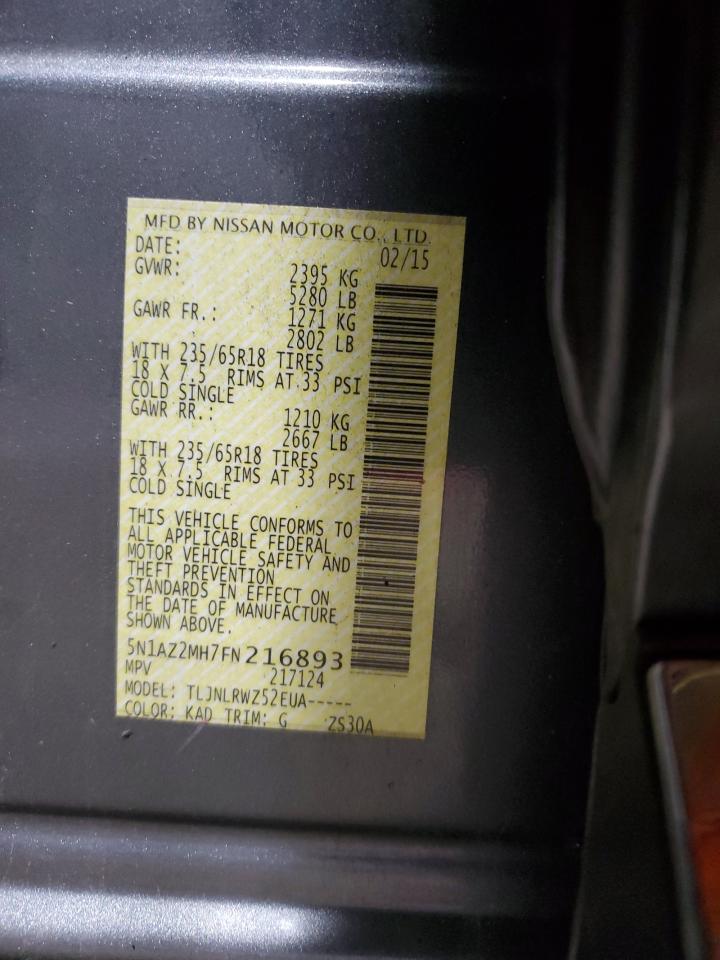 MFD BY NISSAN MOTOR CO., LTD.
DATE: 02/15
GVWR: 2395 KG
5280 LB
GAWR FR.: 1271 KG
2802 LB
WITH 235/65R18 TIRES
18 X 7.5 RIMS AT 33 PSI
COLD SINGLE
GAWR RR.: 1210 KG
2667 LB
WITH 235/65R18 TIRES
18 X 7.5 RIMS AT 33 PSI
COLD SINGLE
THIS VEHICLE CONFORMS TO
ALL APPLICABLE FEDERAL
MOTOR VEHICLE SAFETY AND
THEFT PREVENTION
STANDARDS IN EFFECT ON
THE DATE OF MANUFACTURE
SHOWN ABOVE.
5N1AZ2MH7FN216893
MPV 217124
MODEL: TLJNLRWZ52EUA-----
COLOR: KAD TRIM: G ZS30A